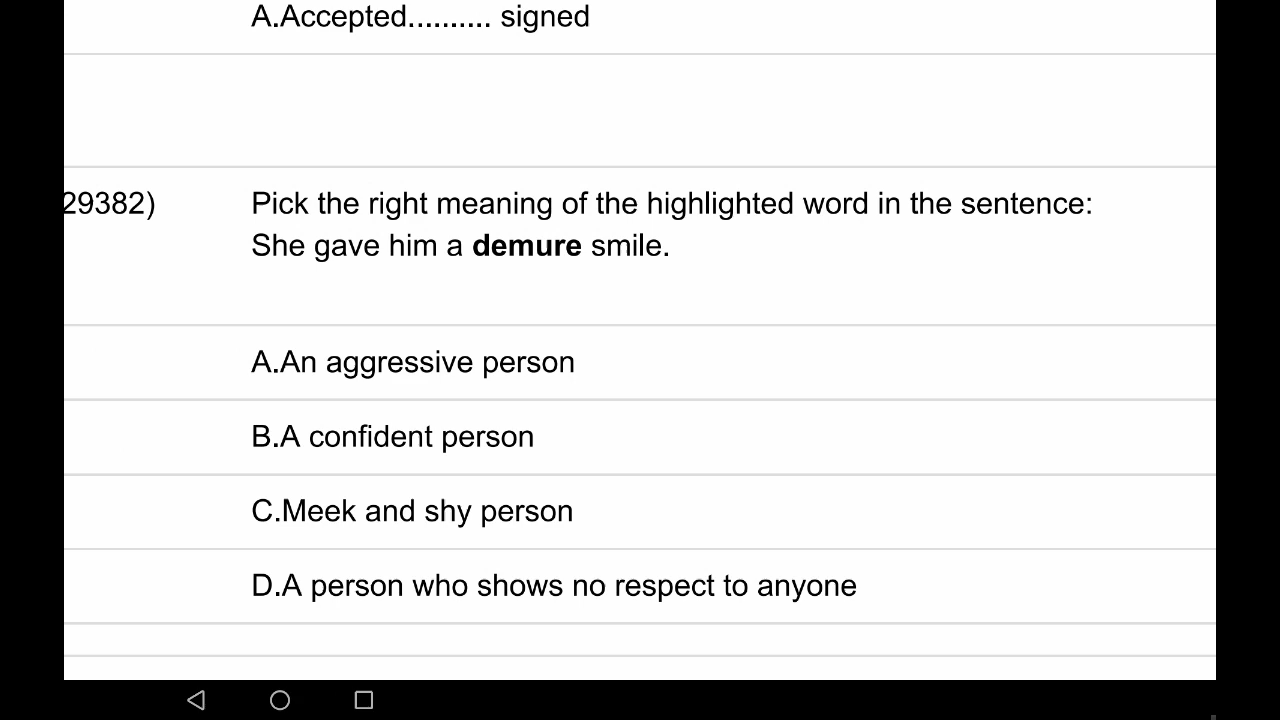 A.Accepted.......... signed
29382)
Pick the right meaning of the highlighted word in the sentence:
She gave him a demure smile.
A.An aggressive person
B.A confident person
C.Meek and shy person
D.A person who shows no respect to anyone